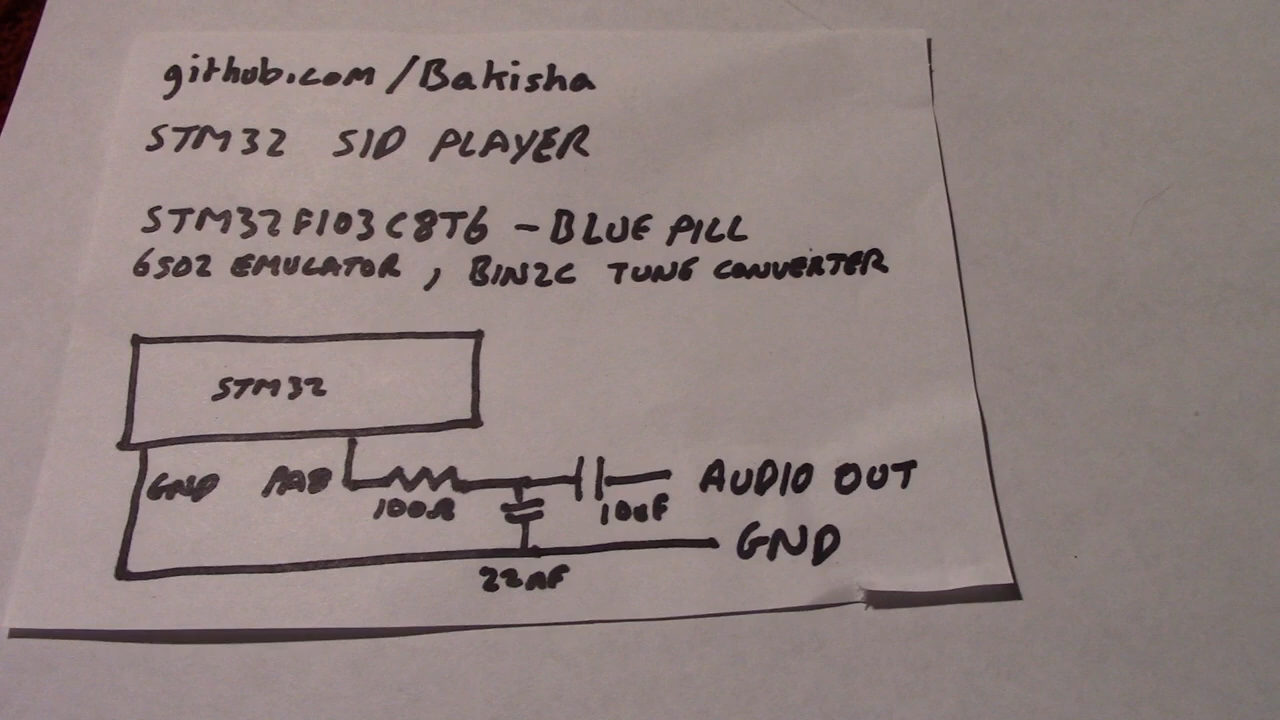 github.com/Bakisha
STM32 SID PLAYER
STM32F103C8T6 - BLUE PILL
6502 EMULATOR, BIN2C TUNE CONVERTER
STM32
GND PA8 AUDIO OUT
100Ω 10uF
GND
22nF